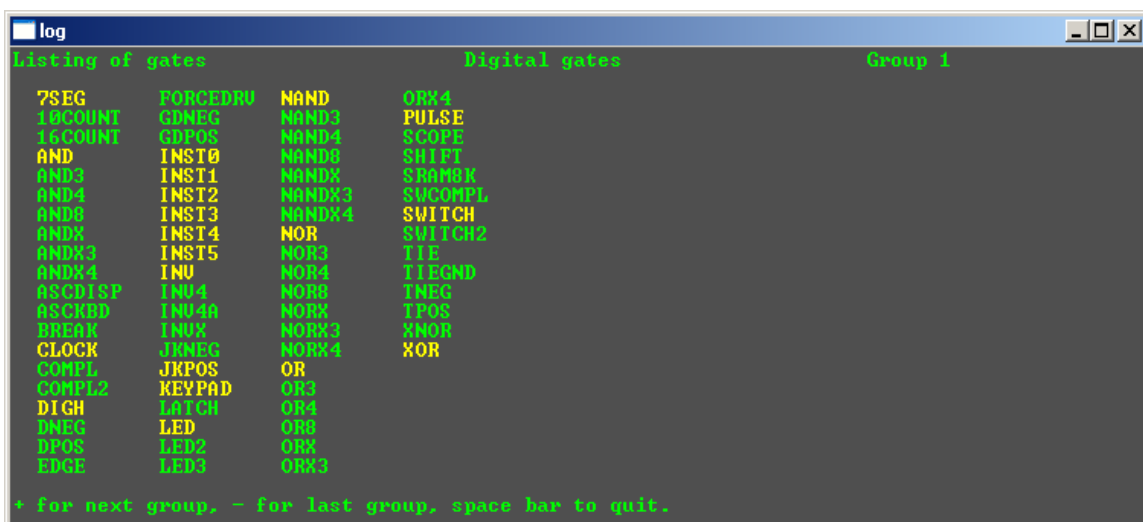 log
Listing of gates Digital gates Group 1
7SEG FORCEDRV NAND ORX4
10COUNT GDNEG NAND3 PULSE
16COUNT GDPOS NAND4 SCOPE
AND INST0 NAND8 SHIFT
AND3 INST1 NANDX SRAM8K
AND4 INST2 NANDX3 SWCOMPL
AND8 INST3 NANDX4 SWITCH
ANDX INST4 NOR SWITCH2
ANDX3 INST5 NOR3 TIE
ANDX4 INV NOR4 TIEGND
ASCDISP INV4 NOR8 TNEG
ASCKBD INV4A NORX TPOS
BREAK INVX NORX3 XNOR
CLOCK JKNEG NORX4 XOR
COMPL JKPOS OR
COMPL2 KEYPAD OR3
DIGH LATCH OR4
DNEG LED OR8
DPOS LED2 ORX
EDGE LED3 ORX3
+ for next group, - for last group, space bar to quit.